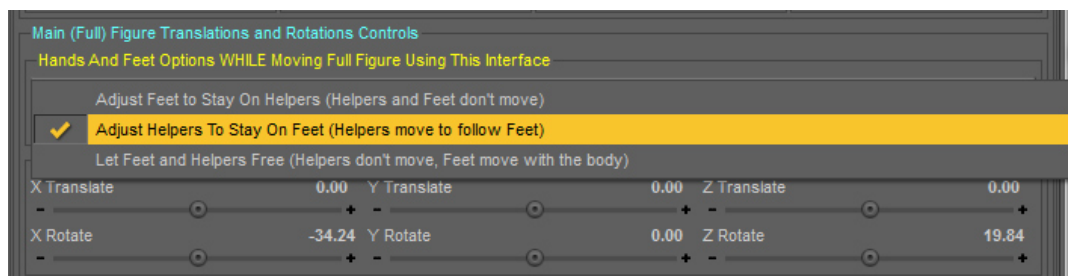 Main (Full) Figure Translations and Rotations Controls
Hands And Feet Options WHILE Moving Full Figure Using This Interface
Adjust Feet to Stay On Helpers (Helpers and Feet don't move)
Adjust Helpers To Stay On Feet (Helpers move to follow Feet)
Let Feet and Helpers Free (Helpers don't move, Feet move with the body)
X Translate 0.00 Y Translate 0.00 Z Translate 0.00
- + - + - +
X Rotate -34.24 Y Rotate 0.00 Z Rotate 19.84
- + - + - +